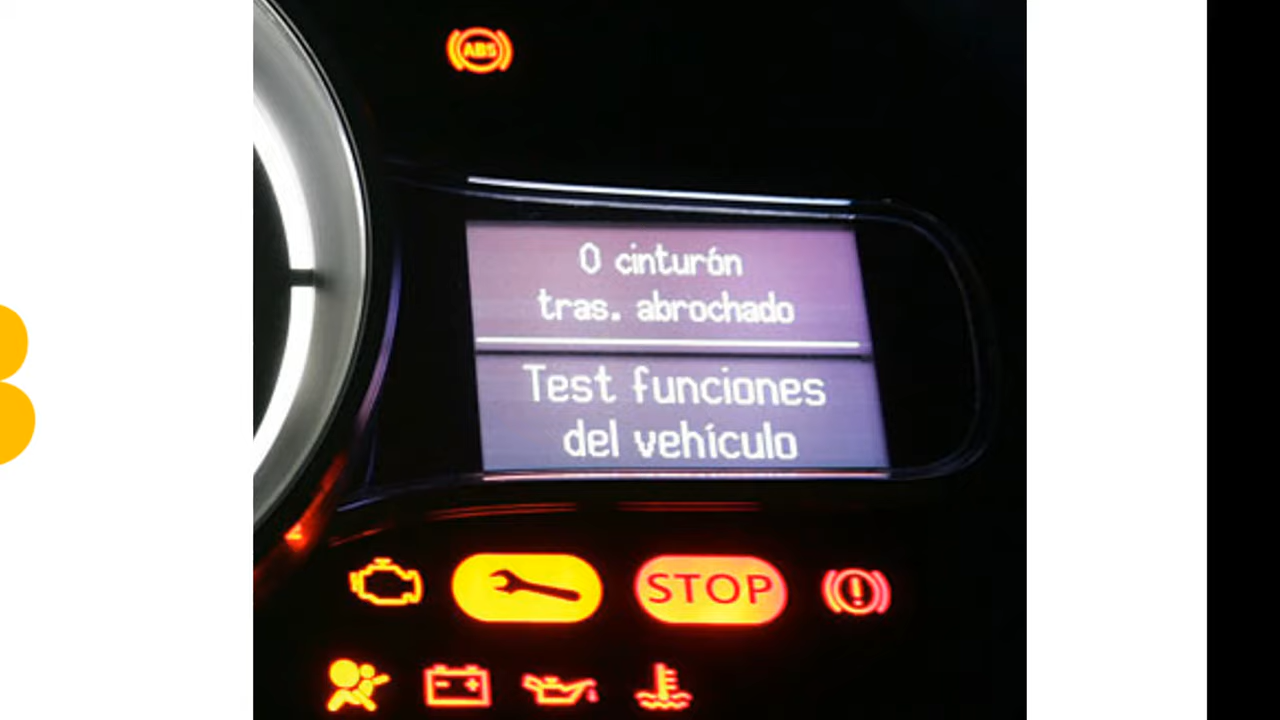 ABS
0 cinturón
tras. abrochado
Test funciones
del vehículo
STOP